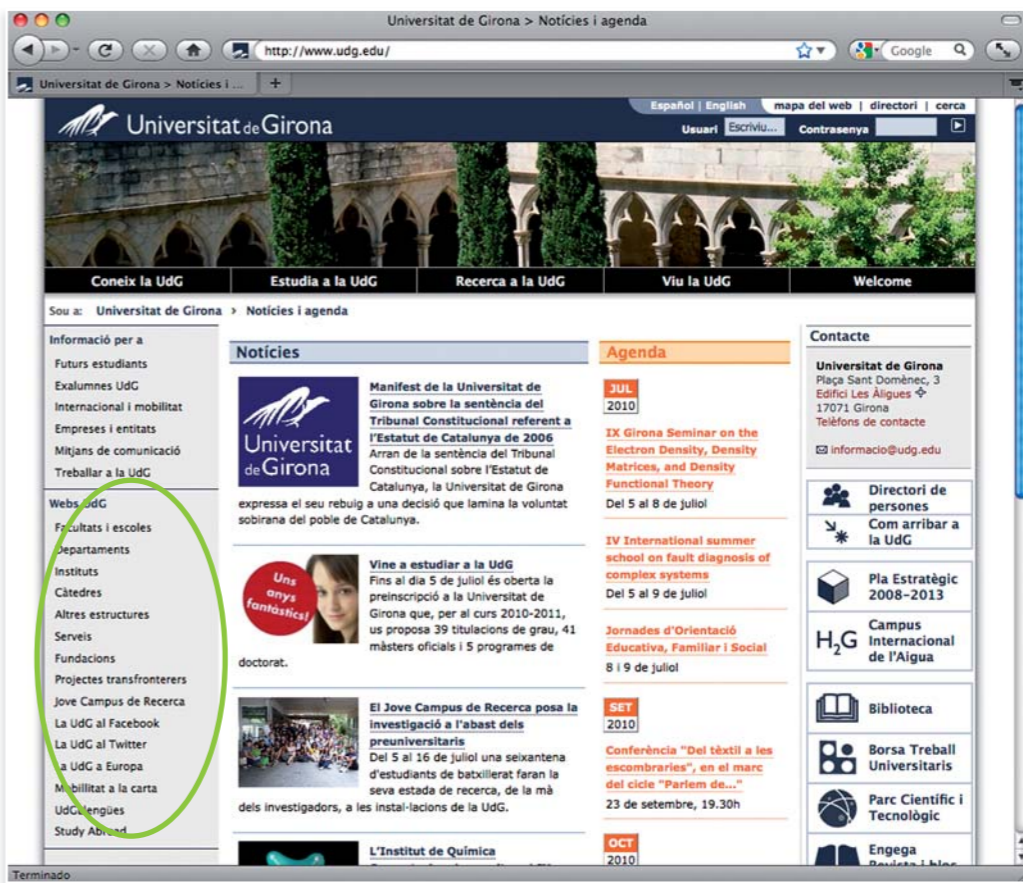 Universitat de Girona > Notícies i agenda
http://www.udg.edu/
Google
Universitat de Girona > Notícies i ...
+
Universitat de Girona
Español | English
mapa del web | directori | cerca
Usuari Escriviu... Contrasenya
Coneix la UdG
Estudia a la UdG
Recerca a la UdG
Viu la UdG
Welcome
Sou a: Universitat de Girona > Notícies i agenda
Informació per a
Futurs estudiants
Exalumnes UdG
Internacional i mobilitat
Empreses i entitats
Mitjans de comunicació
Treballar a la UdG
Webs UdG
Facultats i escoles
Departaments
Instituts
Càtedres
Altres estructures
Serveis
Fundacions
Projectes transfronterers
Jove Campus de Recerca
La UdG al Facebook
La UdG al Twitter
La UdG a Europa
Mobilitat a la carta
UdGllengües
Study Abroad
Notícies
Universitat
de Girona
Manifest de la Universitat de
Girona sobre la sentència del
Tribunal Constitucional referent a
l'Estatut de Catalunya de 2006
Arran de la sentència del Tribunal
Constitucional sobre l'Estatut de
Catalunya, la Universitat de Girona
expressa el seu rebuig a una decisió que lamina la voluntat
sobirana del poble de Catalunya.
Uns
anys
fantàstics!
Vine a estudiar a la UdG
Fins al dia 5 de juliol és oberta la
preinscripció a la Universitat de
Girona que, per al curs 2010-2011,
us proposa 39 titulacions de grau, 41
màsters oficials i 5 programes de
doctorat.
El Jove Campus de Recerca posa la
investigació a l'abast dels
preuniversitaris
Del 5 al 16 de juliol una seixantena
d'estudiants de batxillerat faran la
seva estada de recerca, de la mà
dels investigadors, a les instal·lacions de la UdG.
L'Institut de Química
Agenda
JUL
2010
IX Girona Seminar on the
Electron Density, Density
Matrices, and Density
Functional Theory
Del 5 al 8 de juliol
IV International summer
school on fault diagnosis of
complex systems
Del 5 al 9 de juliol
Jornades d'Orientació
Educativa, Familiar i Social
8 i 9 de juliol
SET
2010
Conferència "Del tèxtil a les
escombraries", en el marc
del cicle "Parlem de..."
23 de setembre, 19.30h
OCT
2010
Contacte
Universitat de Girona
Plaça Sant Domènec, 3
Edifici Les Àligues
17071 Girona
Telèfons de contacte
informacio@udg.edu
Directori de
persones
Com arribar a
la UdG
Pla Estratègic
2008-2013
H2G
Campus
Internacional
de l'Aigua
Biblioteca
Borsa Treball
Universitaris
Parc Científic i
Tecnològic
Engega
Revista i bloc
Terminado